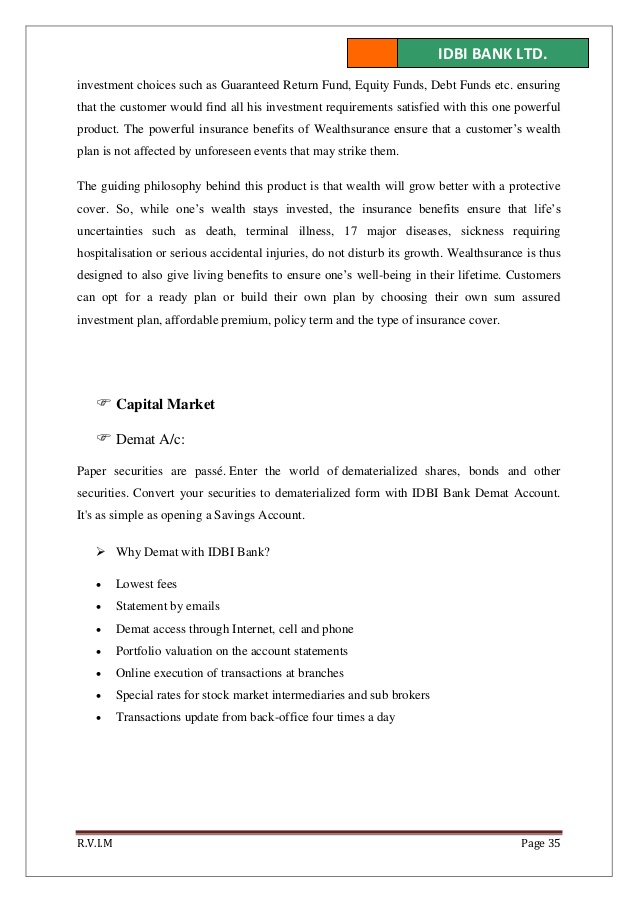 IDBI BANK LTD.
investment choices such as Guaranteed Return Fund, Equity Funds, Debt Funds etc. ensuring
that the customer would find all his investment requirements satisfied with this one powerful
product. The powerful insurance benefits of Wealthsurance ensure that a customer's wealth
plan is not affected by unforeseen events that may strike them.
The guiding philosophy behind this product is that wealth will grow better with a protective
cover. So, while one's wealth stays invested, the insurance benefits ensure that life's
uncertainties such as death, terminal illness, 17 major diseases, sickness requiring
hospitalisation or serious accidental injuries, do not disturb its growth. Wealthsurance is thus
designed to also give living benefits to ensure one's well-being in their lifetime. Customers
can opt for a ready plan or build their own plan by choosing their own sum assured
investment plan, affordable premium, policy term and the type of insurance cover.
☞ Capital Market
☞ Demat A/c:
Paper securities are passé. Enter the world of dematerialized shares, bonds and other
securities. Convert your securities to dematerialized form with IDBI Bank Demat Account.
It's as simple as opening a Savings Account.
➢ Why Demat with IDBI Bank?
• Lowest fees
• Statement by emails
• Demat access through Internet, cell and phone
• Portfolio valuation on the account statements
• Online execution of transactions at branches
• Special rates for stock market intermediaries and sub brokers
• Transactions update from back-office four times a day
R.V.I.M Page 35